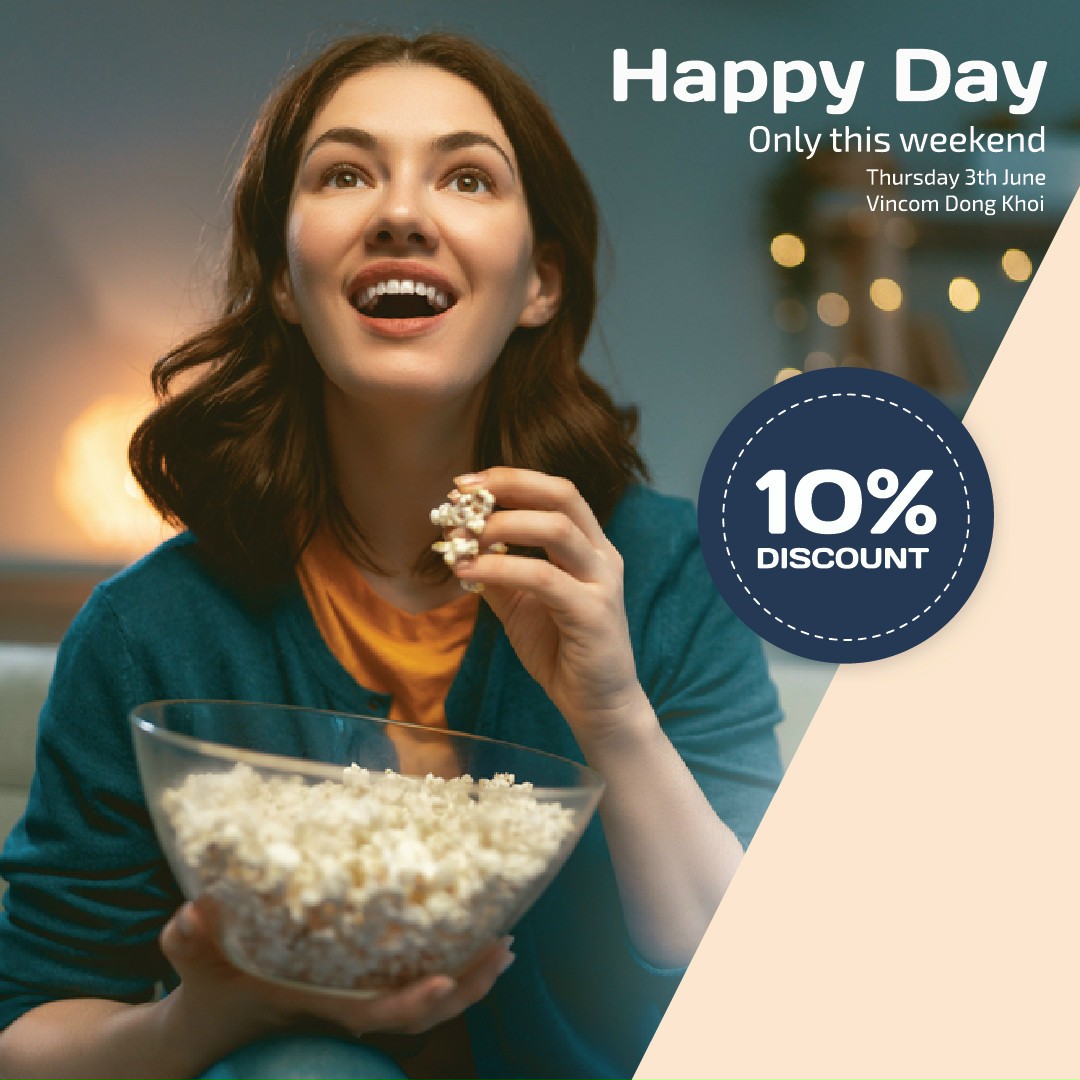 Happy Day
Only this weekend
Thursday 3th June
Vincom Dong Khoi
10%
DISCOUNT